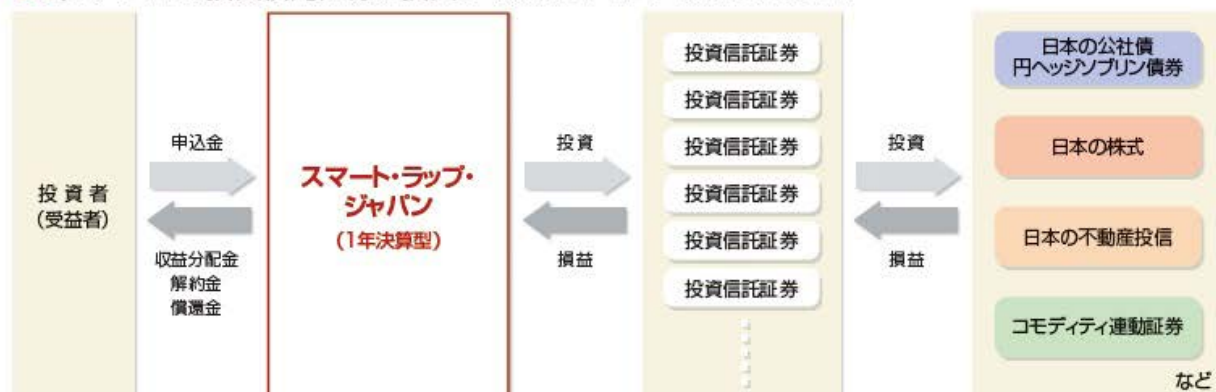 投資者
(受益者)
申込金
収益分配金
解約金
償還金
スマート・ラップ・
ジャパン
(1年決算型)
投資
損益
投資信託証券
投資信託証券
投資信託証券
投資信託証券
投資信託証券
投資信託証券
投資
損益
日本の公社債
円ヘッジソブリン債券
日本の株式
日本の不動産投信
コモディティ連動証券
など